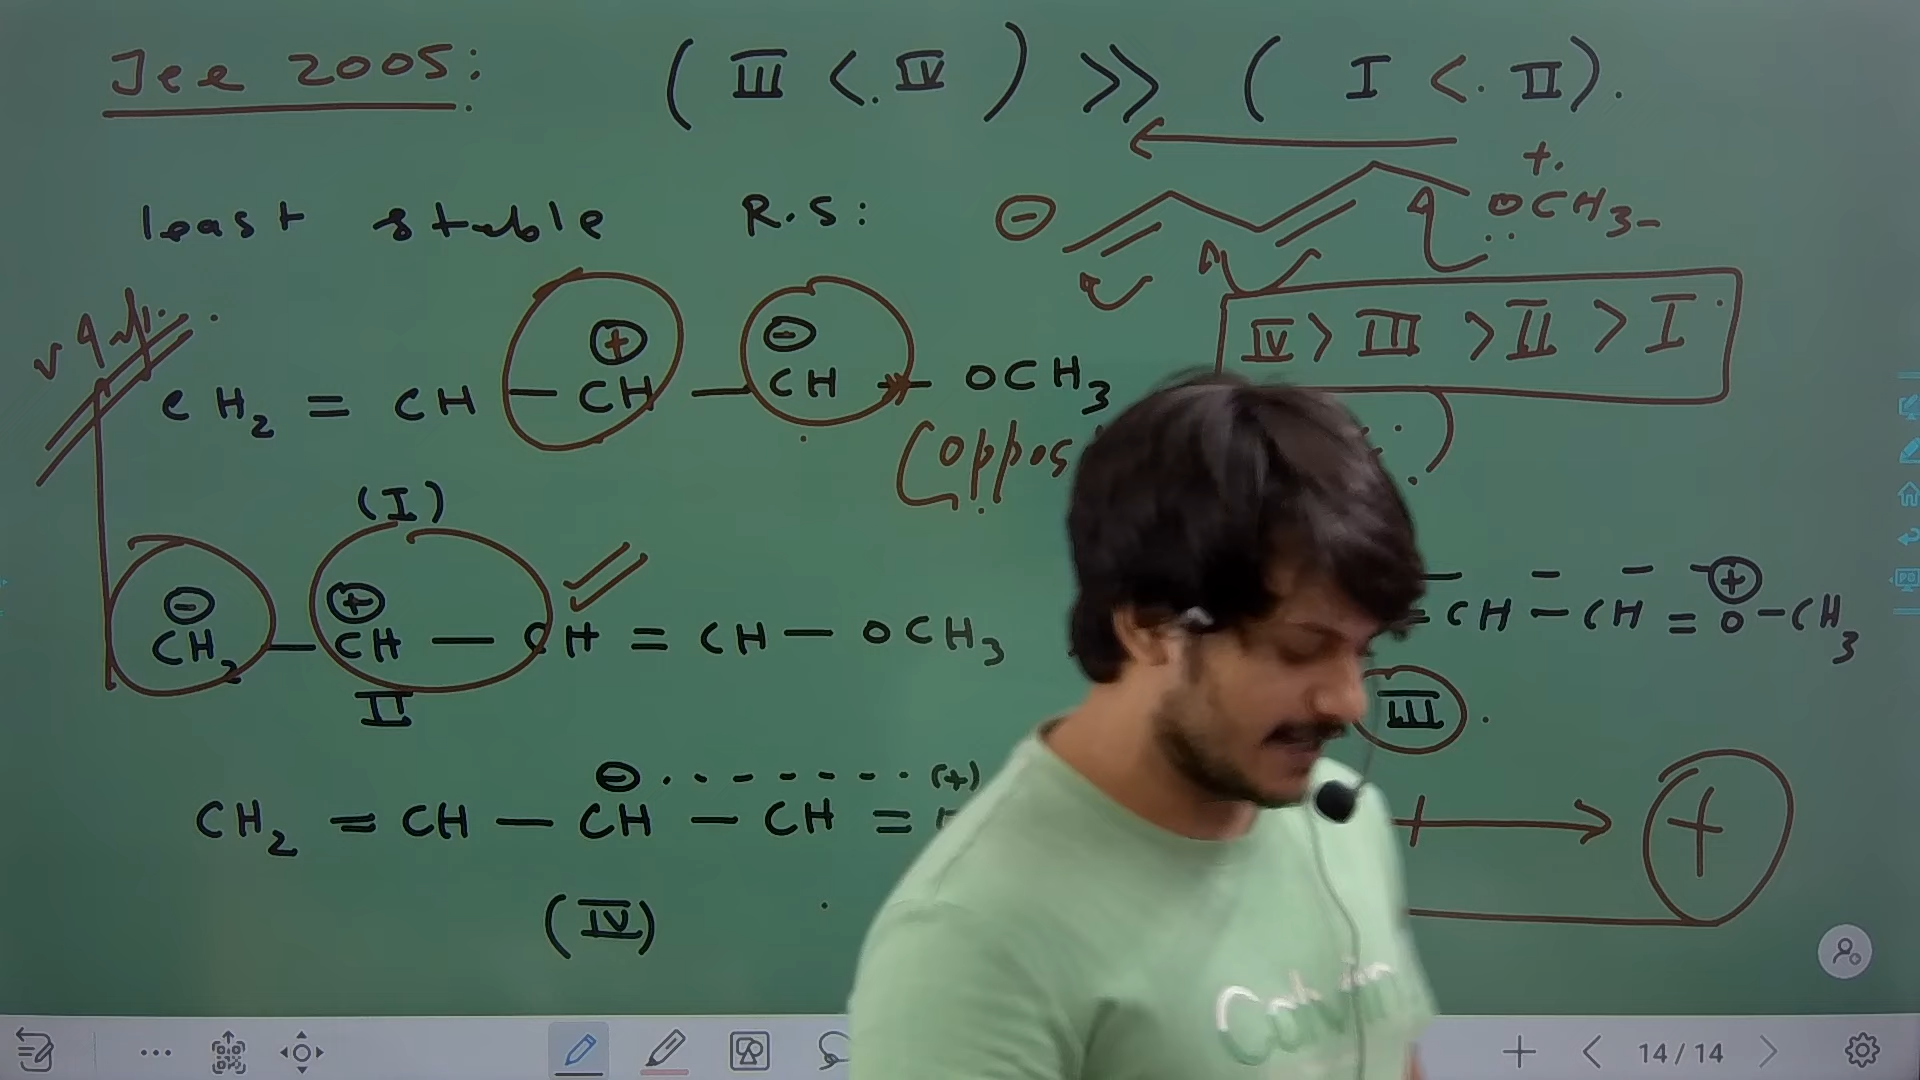 Jee 2005: ( III < IV ) >> ( I < II ).
least stable R.S: ⊖ + OCH3
IV > III > II > I
⊕ ⊖
CH2 = CH — CH — CH — OCH3
(I)
⊖ ⊕
CH2 — CH — CH = CH — OCH3
II
⊕
= CH — CH = O — CH3
III
⊖ (+)
CH2 = CH — CH — CH =
(IV)
+
14/14